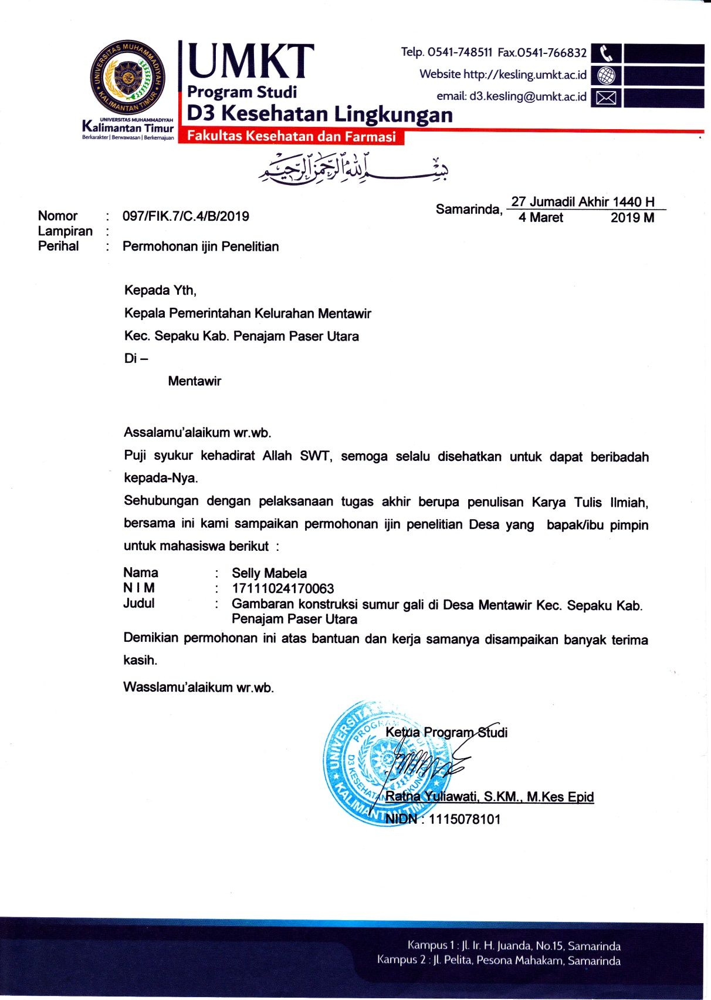 UNIVERSITAS MUHAMMADIYAH
★ KALIMANTAN TIMUR ★
UNIVERSITAS MUHAMMADIYAH
Kalimantan Timur
Berkarakter | Berwawasan | Berkemajuan
UMKT
Program Studi
D3 Kesehatan Lingkungan
Fakultas Kesehatan dan Farmasi
Telp. 0541-748511 Fax.0541-766832
Website http://kesling.umkt.ac.id
email: d3.kesling@umkt.ac.id
بسم الله الرحمن الرحيم
Samarinda, 27 Jumadil Akhir 1440 H
4 Maret 2019 M
Nomor : 097/FIK.7/C.4/B/2019
Lampiran :
Perihal : Permohonan ijin Penelitian
Kepada Yth,
Kepala Pemerintahan Kelurahan Mentawir
Kec. Sepaku Kab. Penajam Paser Utara
Di –
Mentawir
Assalamu’alaikum wr.wb.
Puji syukur kehadirat Allah SWT, semoga selalu disehatkan untuk dapat beribadah
kepada-Nya.
Sehubungan dengan pelaksanaan tugas akhir berupa penulisan Karya Tulis Ilmiah,
bersama ini kami sampaikan permohonan ijin penelitian Desa yang bapak/ibu pimpin
untuk mahasiswa berikut :
Nama : Selly Mabela
N I M : 17111024170063
Judul : Gambaran konstruksi sumur gali di Desa Mentawir Kec. Sepaku Kab.
Penajam Paser Utara
Demikian permohonan ini atas bantuan dan kerja samanya disampaikan banyak terima
kasih.
Wasslamu’alaikum wr.wb.
Ketua Program Studi
UNIVERSITAS
PROGRAM STUDI
D3 KESEHATAN LINGKUNGAN
★ KALIMANTAN TIMUR ★
Ratna Yuliawati, S.KM., M.Kes Epid
NIDN : 1115078101
Kampus 1 : Jl. Ir. H. Juanda, No.15, Samarinda
Kampus 2 : Jl. Pelita, Pesona Mahakam, Samarinda